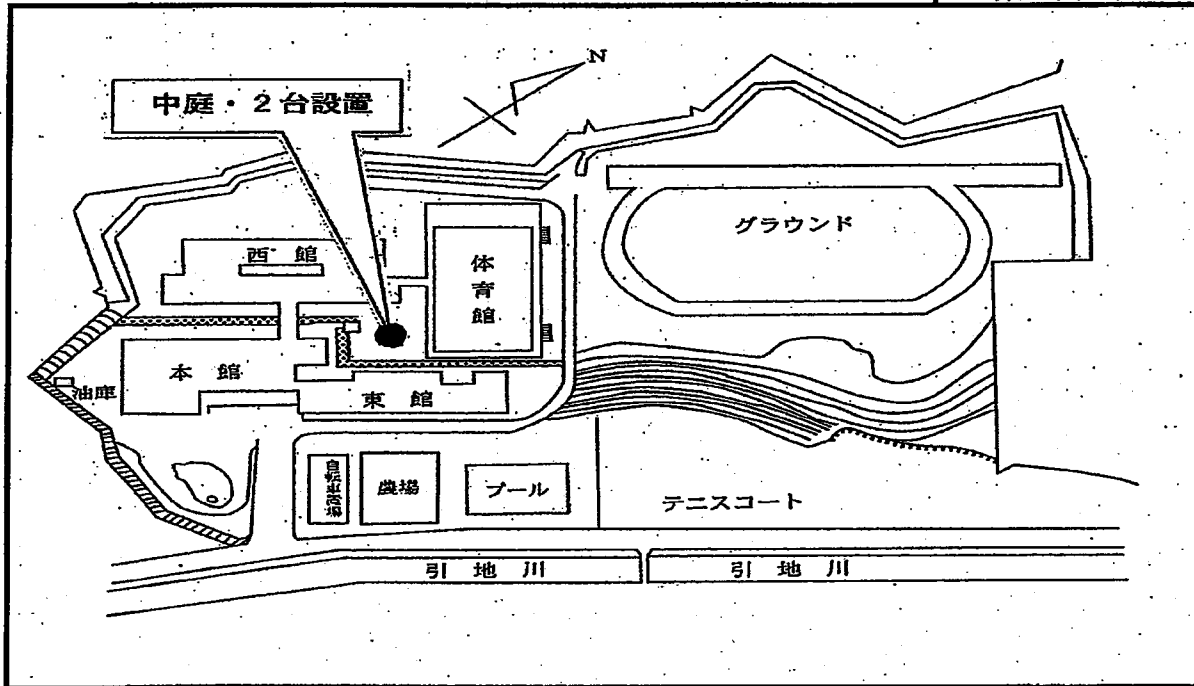 N
中庭・2台設置
グラウンド
西館
体育館
本館
油庫
東館
自転車置場
農場
プール
テニスコート
引地川
引地川